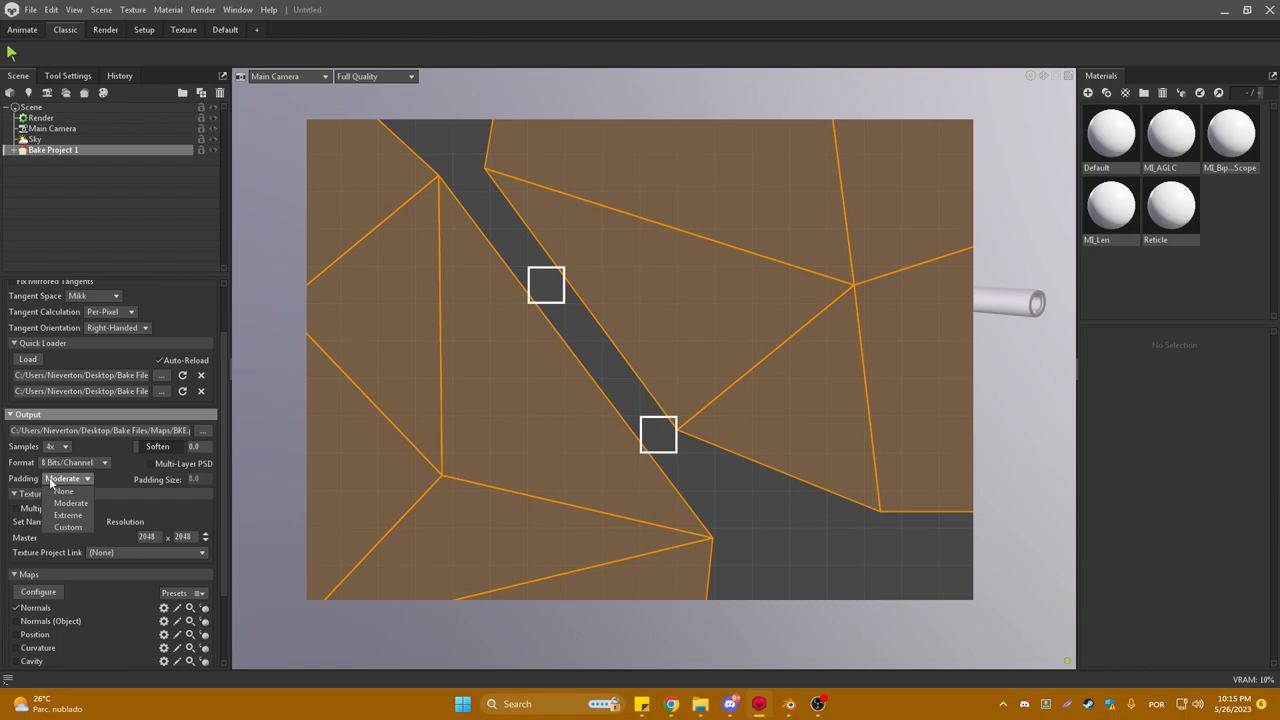 File Edit View Scene Texture Material Render Window Help Untitled
Animate Classic Render Setup Texture Default +
Scene Tool Settings History
Main Camera Full Quality
Materials
- / -
Scene
Render
Main Camera
Sky
Bake Project 1
Default MI_AGLC MI_Bip...Scope
MI_Len Reticle
No Selection
Fix Mirrored Tangents
Tangent Space Mikk
Tangent Calculation Per-Pixel
Tangent Orientation Right-Handed
Quick Loader
Load Auto-Reload
C:/Users/Nieverton/Desktop/Bake File ...
C:/Users/Nieverton/Desktop/Bake File ...
Output
C:/Users/Nieverton/Desktop/Bake Files/Maps/BKE.p ...
Samples 4x Soften 0.0
Format 8 Bits/Channel Multi-Layer PSD
Padding Moderate Padding Size: 8.0
None
Moderate
Extreme
Custom
Textur
Multip
Set Nam Resolution
Master 2048 x 2048
Texture Project Link (None)
Maps
Configure Presets
Normals
Normals (Object)
Position
Curvature
Cavity
VRAM: 10%
26°C
Parc. nublado
Search
9+
POR
10:15 PM
5/26/2023
6